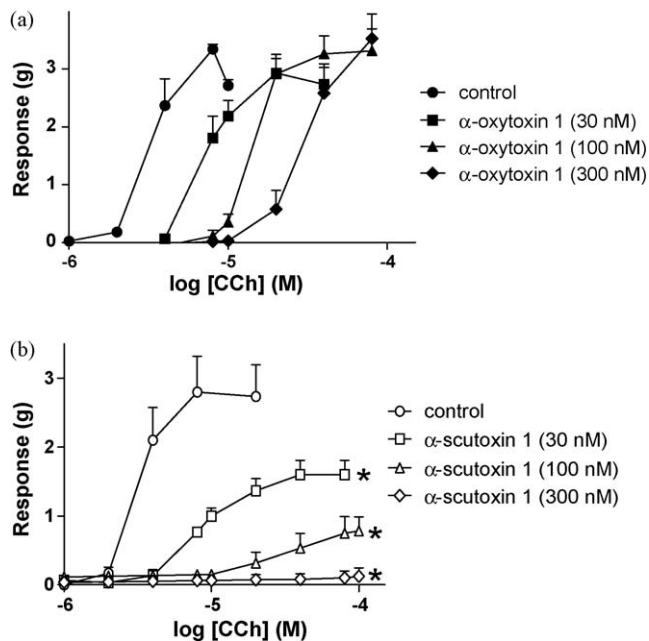 (a)
Response (g)
3
2
1
0
-6 -5 -4
log [CCh] (M)
control
α-oxytoxin 1 (30 nM)
α-oxytoxin 1 (100 nM)
α-oxytoxin 1 (300 nM)
(b)
Response (g)
3
2
1
0
-6 -5 -4
log [CCh] (M)
control
α-scutoxin 1 (30 nM)
α-scutoxin 1 (100 nM)
α-scutoxin 1 (300 nM)
*
*
*